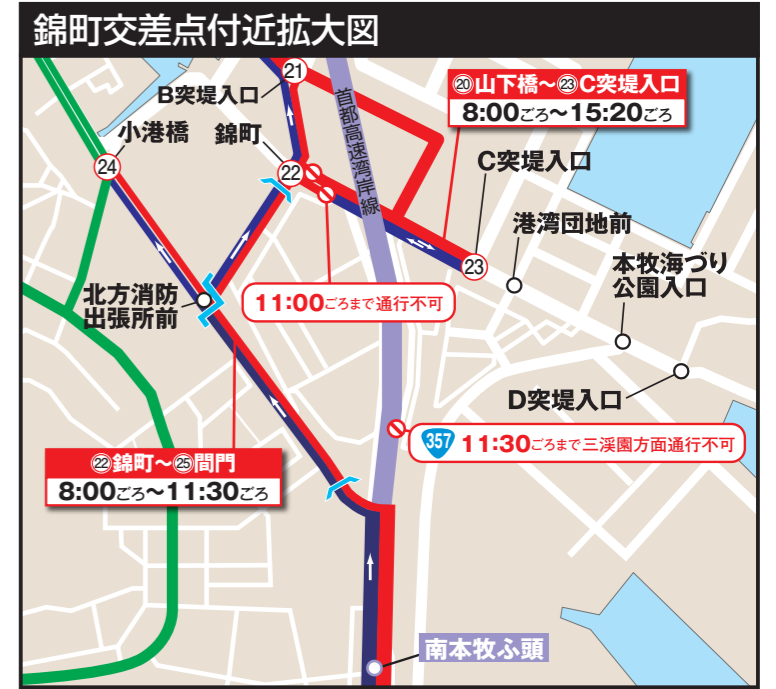 錦町交差点付近拡大図
21
B突堤入口
⑳山下橋~㉓C突堤入口
8:00ごろ~15:20ごろ
首都高速湾岸線
小港橋
錦町
24
22
C突堤入口
23
港湾団地前
本牧海づり
公園入口
北方消防
出張所前
11:00ごろまで通行不可
D突堤入口
357 11:30ごろまで三溪園方面通行不可
㉒錦町~㉕間門
8:00ごろ~11:30ごろ
南本牧ふ頭